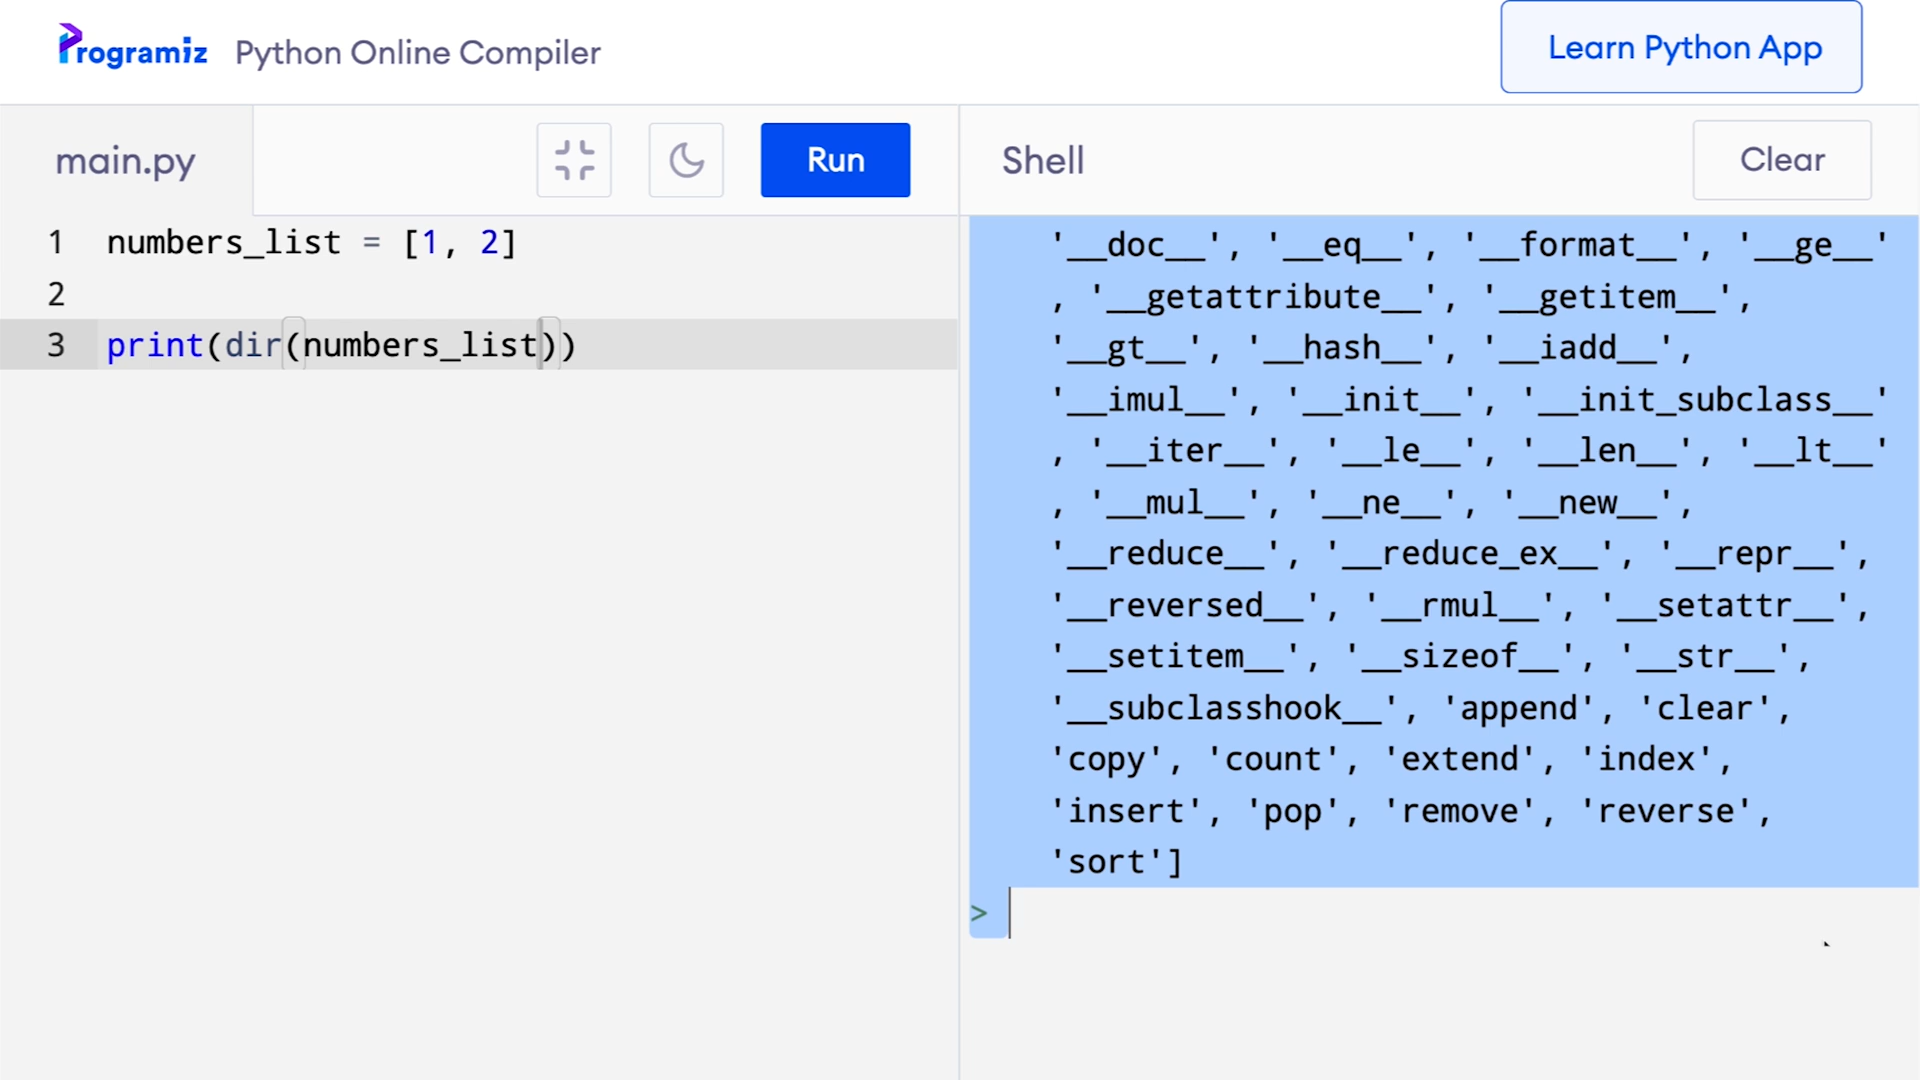 Programiz Python Online Compiler
Learn Python App
main.py
Run
Shell
Clear
1 numbers_list = [1, 2]
2
3 print(dir(numbers_list))
'__doc__', '__eq__', '__format__', '__ge__'
, '__getattribute__', '__getitem__',
'__gt__', '__hash__', '__iadd__',
'__imul__', '__init__', '__init_subclass__'
, '__iter__', '__le__', '__len__', '__lt__'
, '__mul__', '__ne__', '__new__',
'__reduce__', '__reduce_ex__', '__repr__',
'__reversed__', '__rmul__', '__setattr__',
'__setitem__', '__sizeof__', '__str__',
'__subclasshook__', 'append', 'clear',
'copy', 'count', 'extend', 'index',
'insert', 'pop', 'remove', 'reverse',
'sort']
>